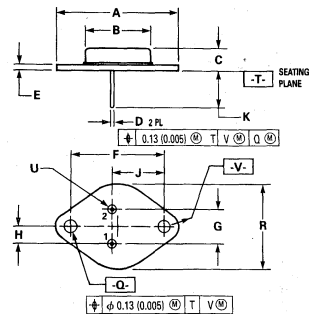 A
B
C
-T- SEATING PLANE
E
K
D 2 PL
⌖ 0.13 (0.005) Ⓜ T V Ⓜ Q Ⓜ
F
J
-V-
U
2
1
H
G
R
-Q-
⌖ ϕ 0.13 (0.005) Ⓜ T V Ⓜ